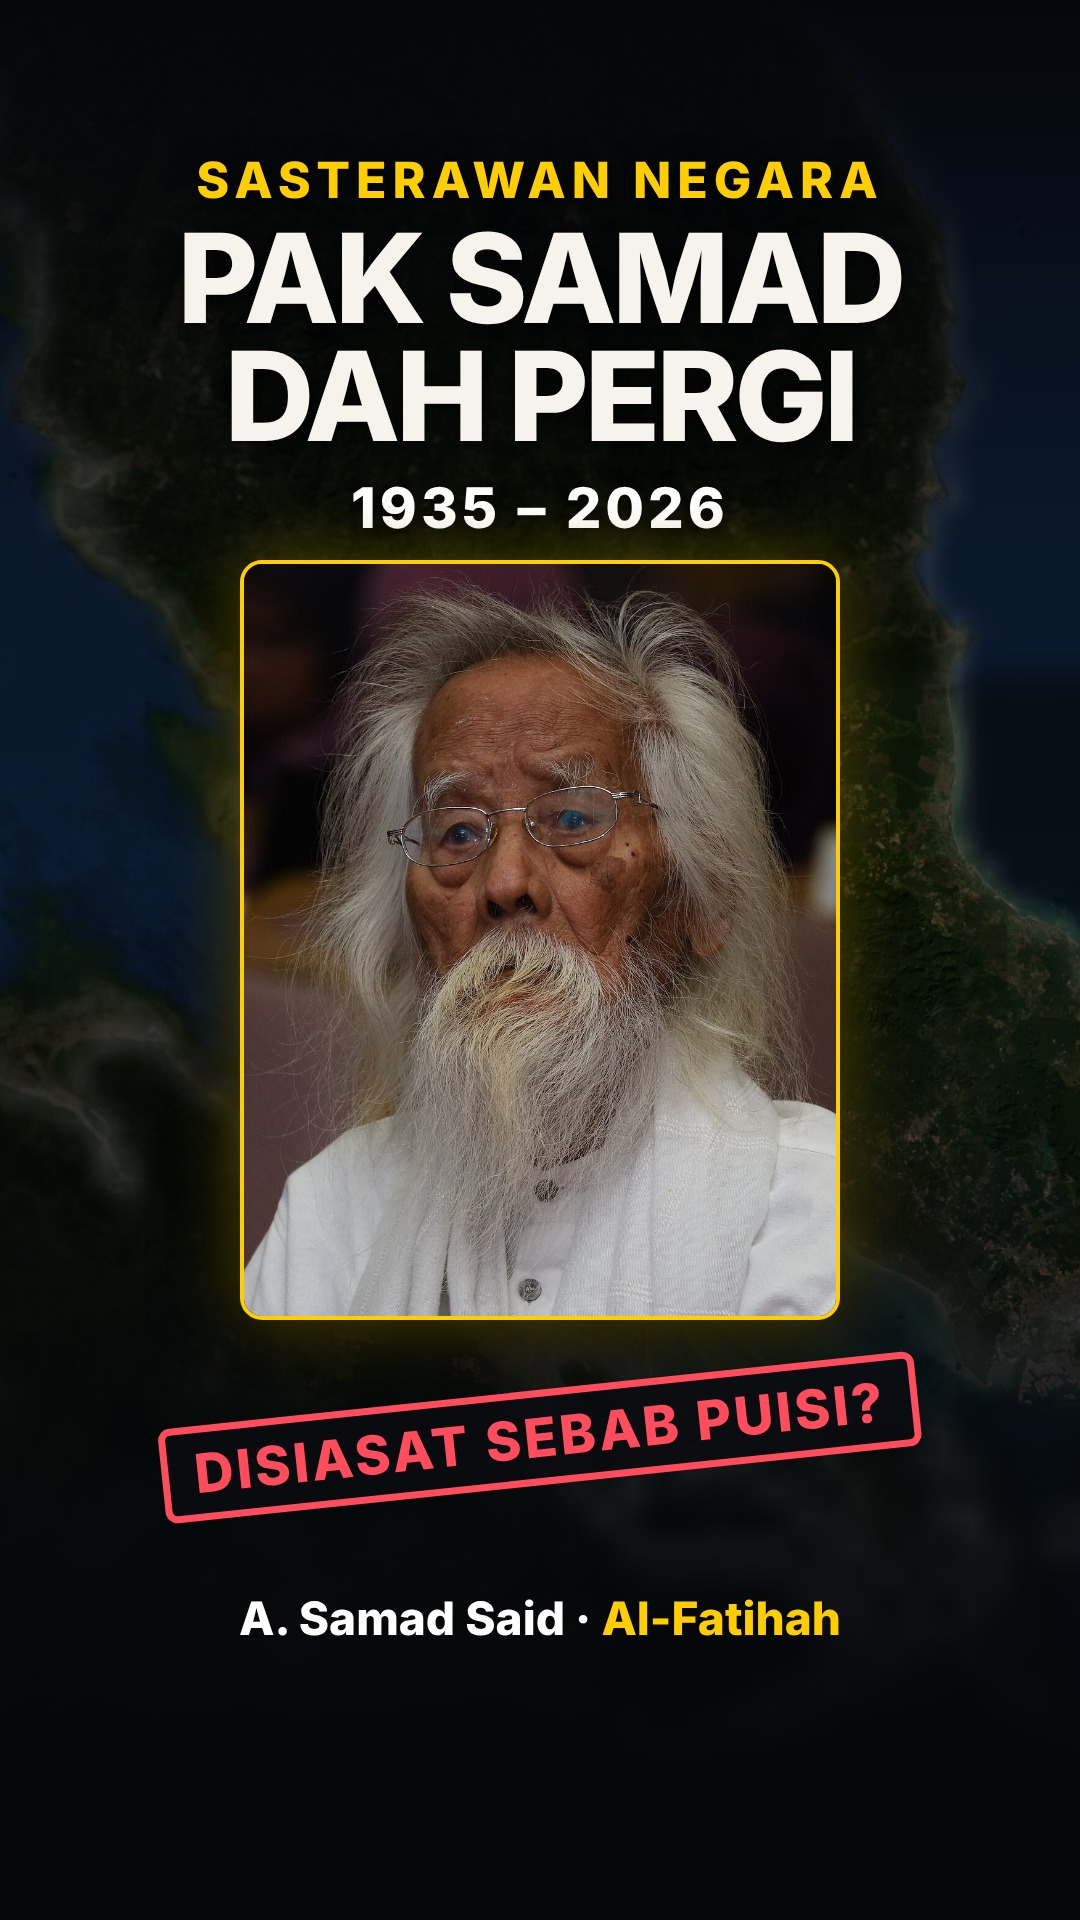 SASTERAWAN NEGARA
PAK SAMAD
DAH PERGI
1935 – 2026
DISIASAT SEBAB PUISI?
A. Samad Said · Al-Fatihah